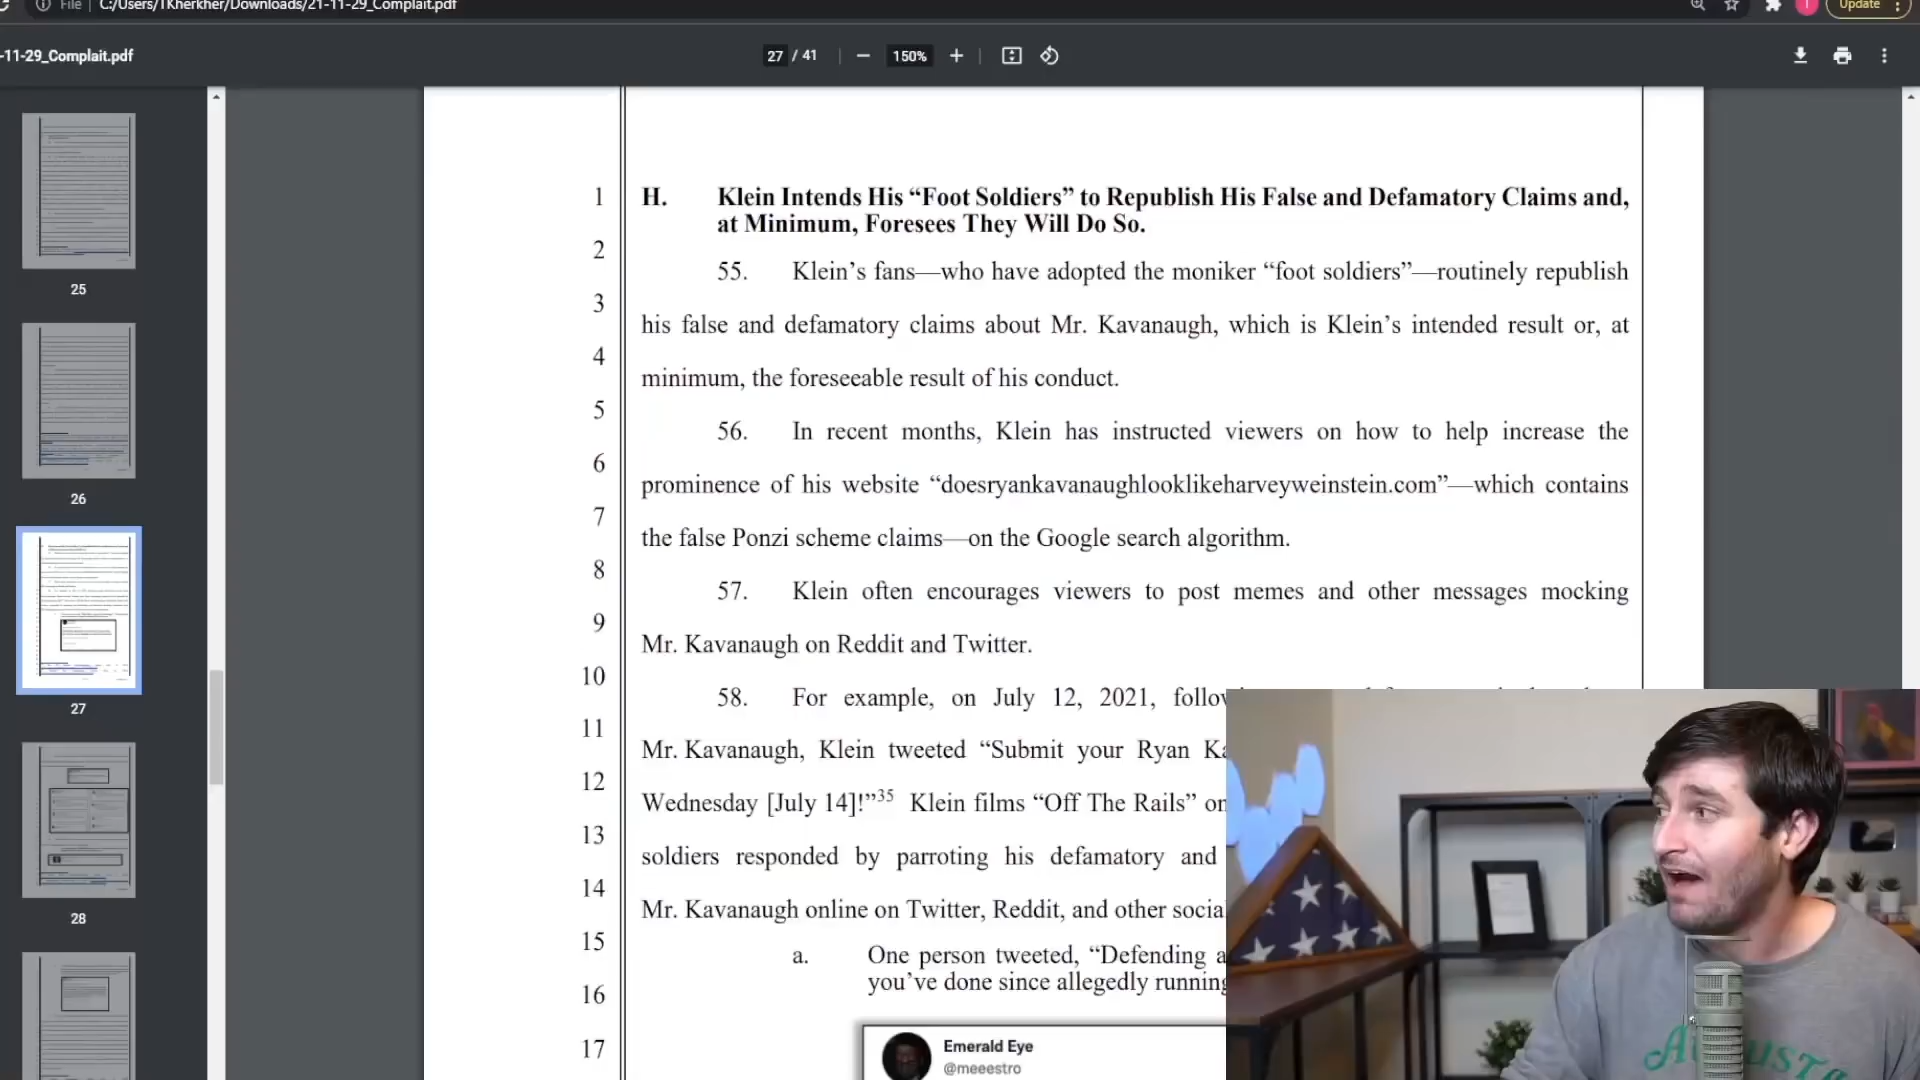 File
C:/Users/TKherkher/Downloads/21-11-29_Complait.pdf
Update
-11-29_Complait.pdf
27 / 41
150%
25
26
27
28
1 H. Klein Intends His “Foot Soldiers” to Republish His False and Defamatory Claims and,
at Minimum, Foresees They Will Do So.
2
55. Klein’s fans—who have adopted the moniker “foot soldiers”—routinely republish
3
his false and defamatory claims about Mr. Kavanaugh, which is Klein’s intended result or, at
4
minimum, the foreseeable result of his conduct.
5
56. In recent months, Klein has instructed viewers on how to help increase the
6
prominence of his website “doesryankavanaughlooklikeharveyweinstein.com”—which contains
7
the false Ponzi scheme claims—on the Google search algorithm.
8
57. Klein often encourages viewers to post memes and other messages mocking
9
Mr. Kavanaugh on Reddit and Twitter.
10
58. For example, on July 12, 2021,
11
Mr. Kavanaugh, Klein tweeted “Submit your Ryan
12
Wednesday [July 14]!”35 Klein films “Off The Rails”
13
soldiers responded by parroting his defamatory and
14
Mr. Kavanaugh online on Twitter, Reddit, and other
15
a. One person tweeted, “Defending
you’ve done since allegedly running
16
17
Emerald Eye
@meeestro